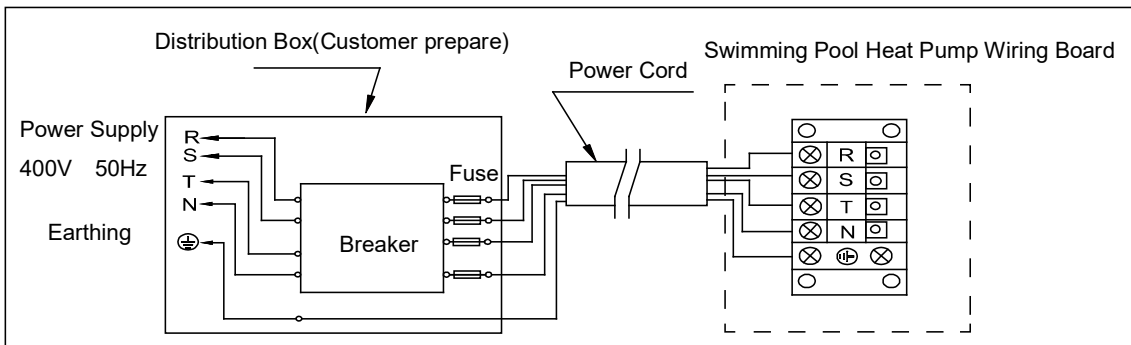 Distribution Box(Customer prepare)
Swimming Pool Heat Pump Wiring Board
Power Cord
Power Supply
400V 50Hz
Earthing
R
S
T
N
Breaker
Fuse
R
S
T
N